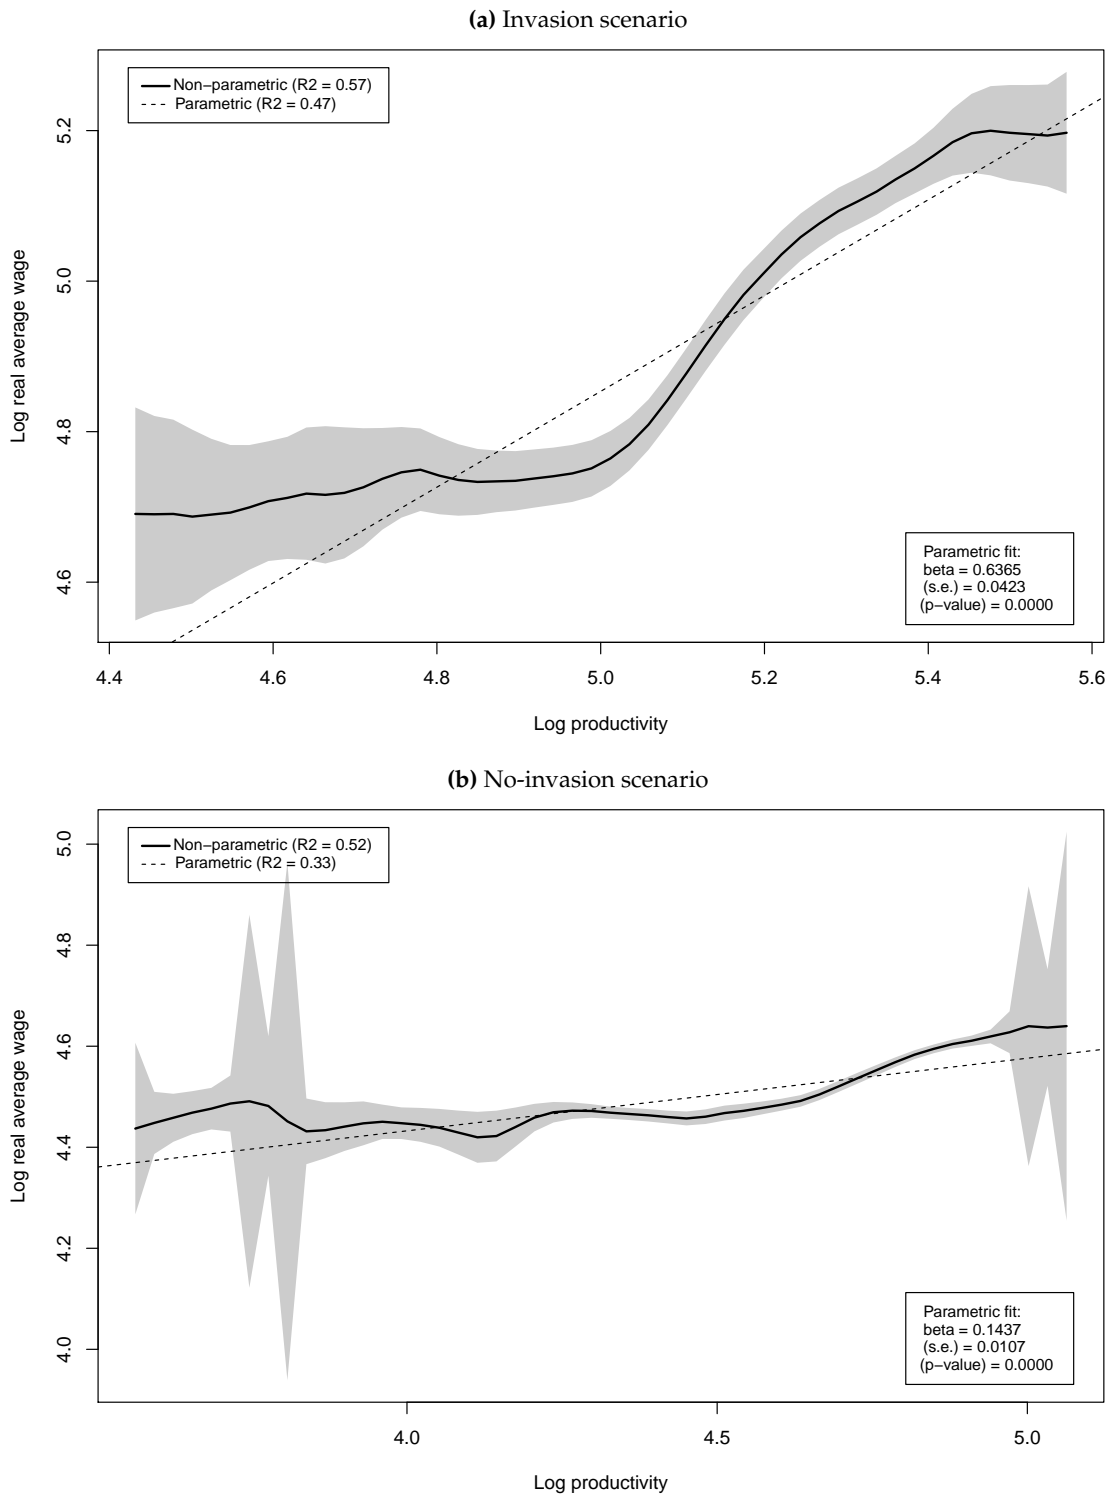 (a) Invasion scenario
Non−parametric (R2 = 0.57)
Parametric (R2 = 0.47)
Log real average wage
5.2
5.0
4.8
4.6
Parametric fit:
beta = 0.6365
(s.e.) = 0.0423
(p−value) = 0.0000
4.4 4.6 4.8 5.0 5.2 5.4 5.6
Log productivity
(b) No-invasion scenario
Non−parametric (R2 = 0.52)
Parametric (R2 = 0.33)
Log real average wage
5.0
4.8
4.6
4.4
4.2
4.0
Parametric fit:
beta = 0.1437
(s.e.) = 0.0107
(p−value) = 0.0000
4.0 4.5 5.0
Log productivity